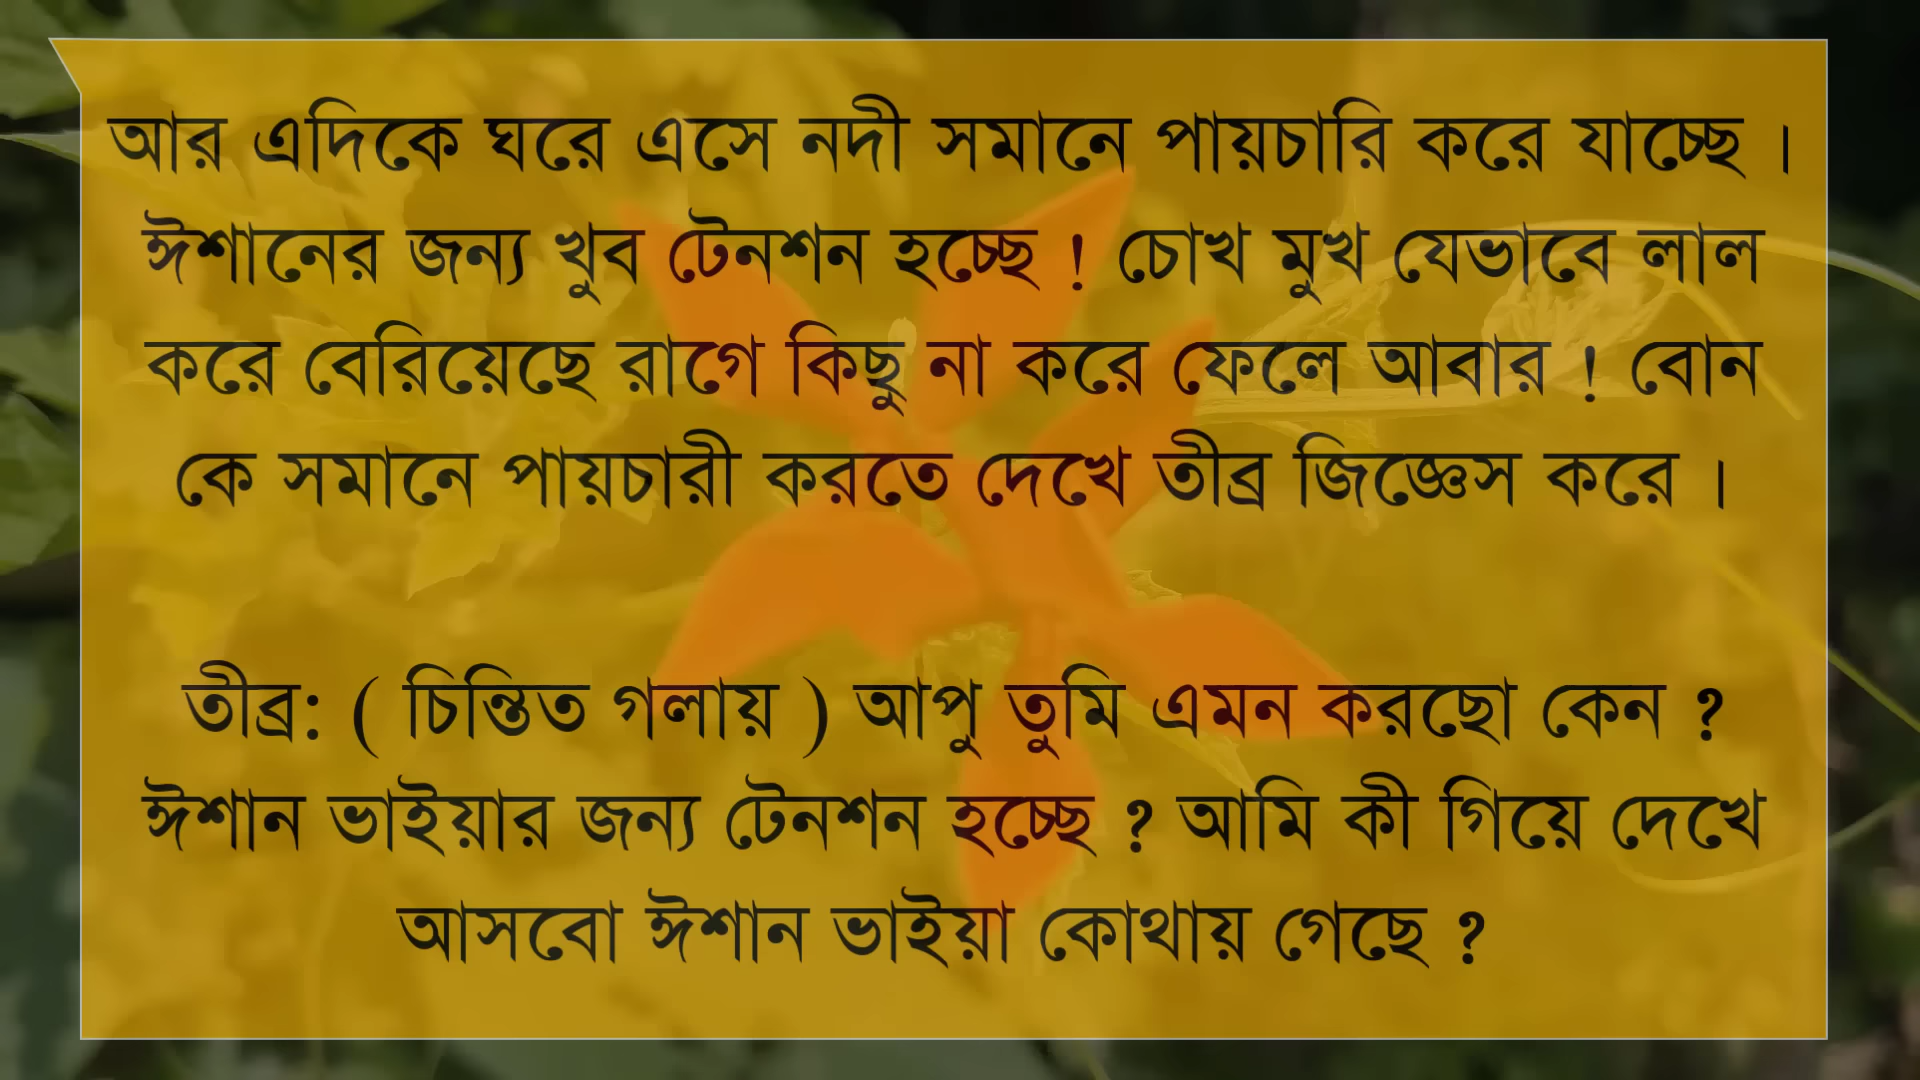 আর এদিকে ঘরে এসে নদী সমানে পায়চারি করে যাচ্ছে ।
ঈশানের জন্য খুব টেনশন হচ্ছে ! চোখ মুখ যেভাবে লাল
করে বেরিয়েছে রাগে কিছু না করে ফেলে আবার ! বোন
কে সমানে পায়চারী করতে দেখে তীব্র জিজ্ঞেস করে ।
তীব্র: ( চিন্তিত গলায় ) আপু তুমি এমন করছো কেন ?
ঈশান ভাইয়ার জন্য টেনশন হচ্ছে ? আমি কী গিয়ে দেখে
আসবো ঈশান ভাইয়া কোথায় গেছে ?